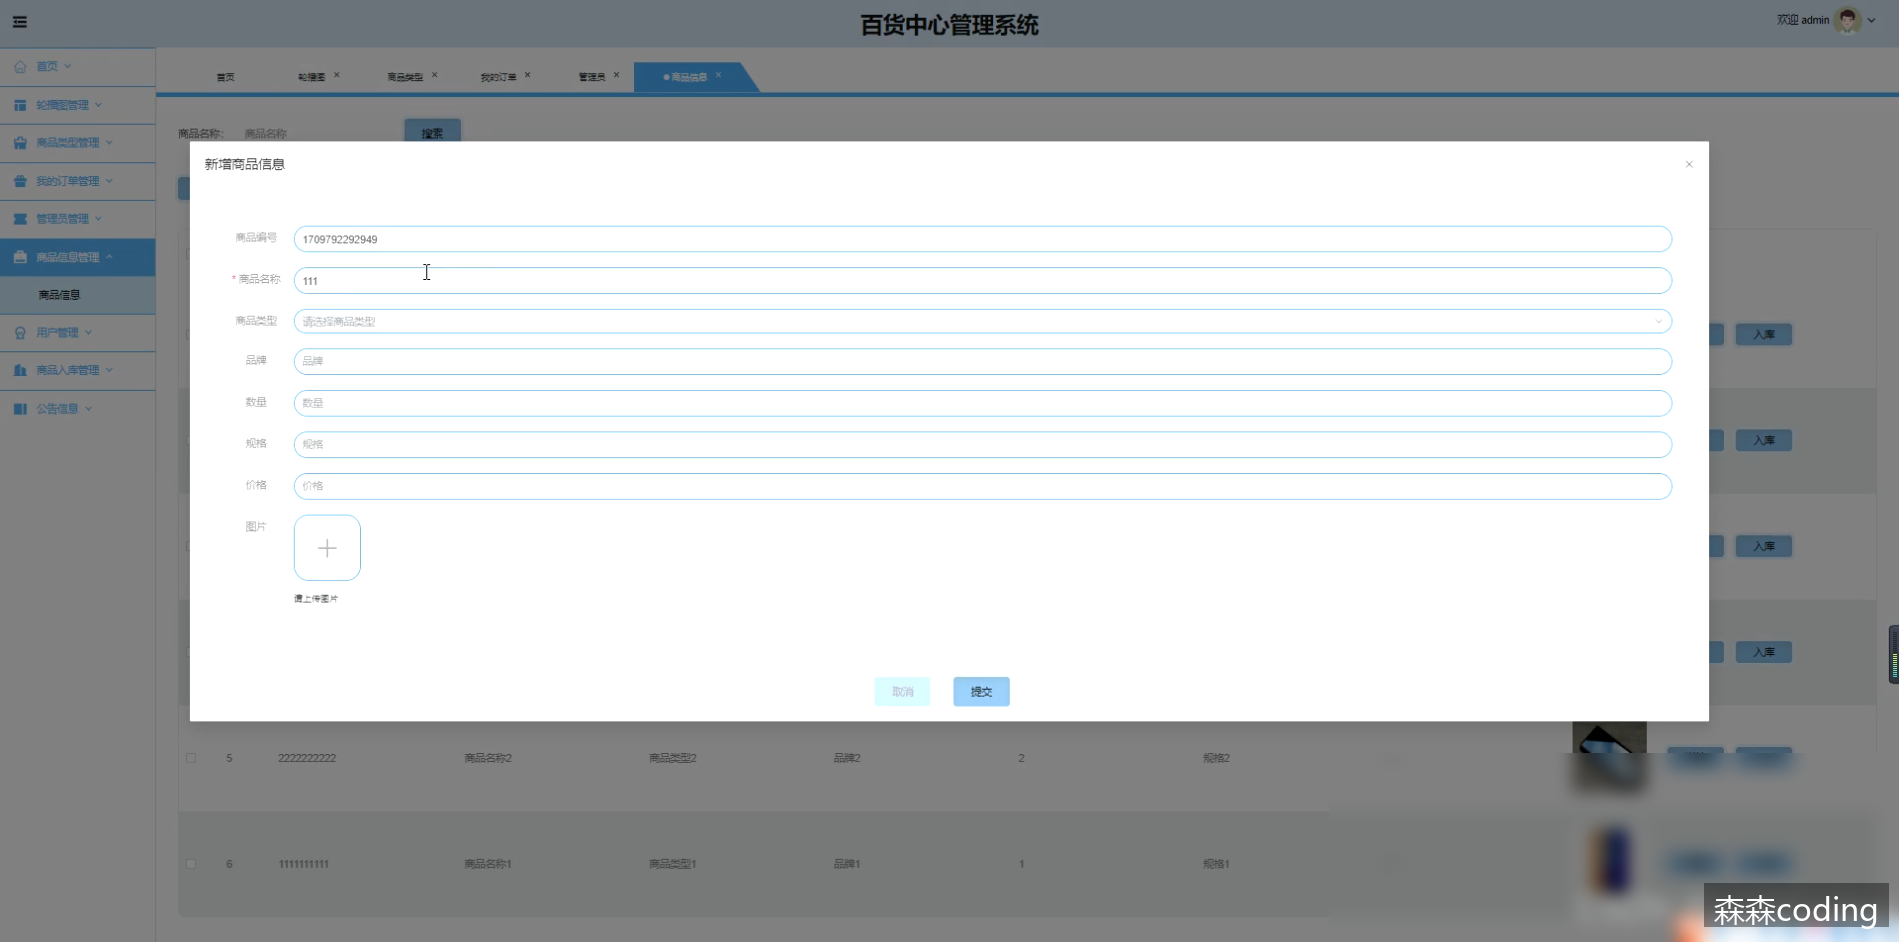 百货中心管理系统
欢迎 admin
首页
轮播图管理
商品类型管理
我的订单管理
管理员管理
商品信息管理
商品信息
用户管理
商品入库管理
公告信息
首页
轮播图
商品类型
我的订单
管理员
商品信息
商品名称:
商品名称
搜索
新增商品信息
商品编号
1709792292949
* 商品名称
111
商品类型
请选择商品类型
品牌
品牌
数量
数量
规格
规格
价格
价格
图片
请上传图片
取消
提交
入库
入库
入库
入库
5 2222222222 商品名称2 商品类型2 品牌2 2 规格2
6 1111111111 商品名称1 商品类型1 品牌1 1 规格1
森森coding